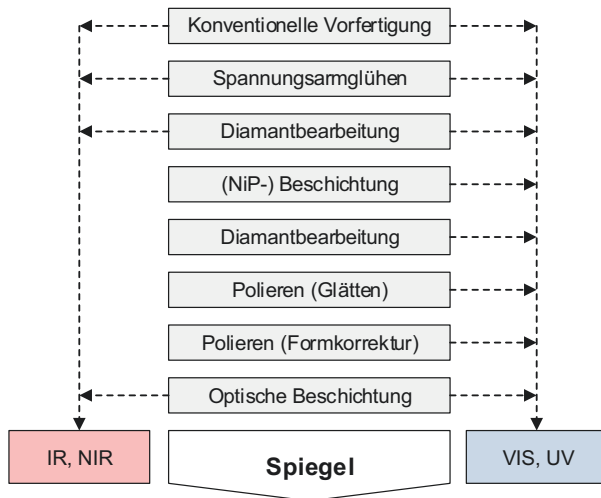 Konventionelle Vorfertigung
Spannungsarmglühen
Diamantbearbeitung
(NiP-) Beschichtung
Diamantbearbeitung
Polieren (Glätten)
Polieren (Formkorrektur)
Optische Beschichtung
IR, NIR
Spiegel
VIS, UV